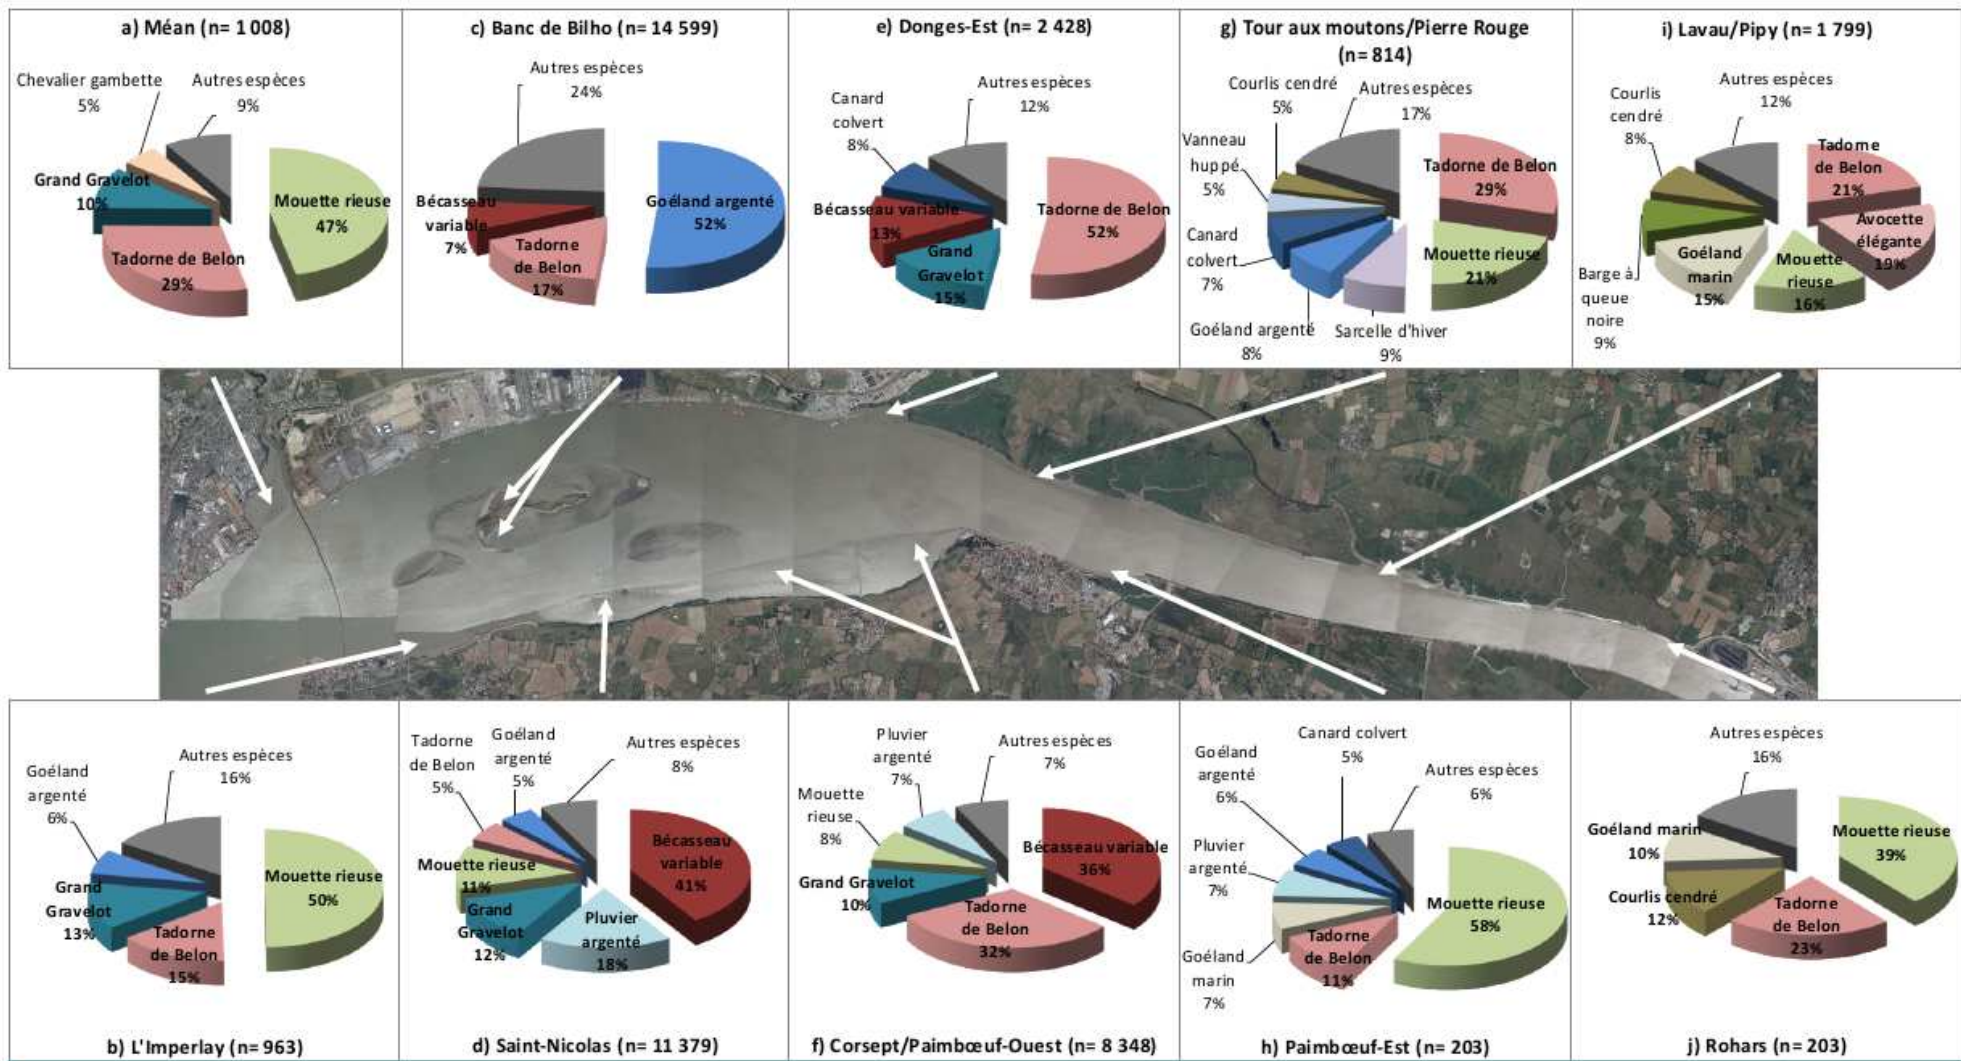 a) Méan (n= 1 008)
Chevalier gambette
5%
Autres espèces
9%
Grand Gravelot
10%
Mouette rieuse
47%
Tadorne de Belon
29%
c) Banc de Bilho (n= 14 599)
Autres espèces
24%
Bécasseau
variable
7%
Goéland argenté
52%
Tadorne
de Belon
17%
e) Donges-Est (n= 2 428)
Autres espèces
12%
Canard
colvert
8%
Bécasseau variable
13%
Tadorne de Belon
52%
Grand
Gravelot
15%
g) Tour aux moutons/Pierre Rouge
(n= 814)
Courlis cendré
5%
Autres espèces
17%
Vanneau
huppé
5%
Tadorne de Belon
29%
Canard
colvert
7%
Mouette rieuse
21%
Goéland argenté
8%
Sarcelle d'hiver
9%
i) Lavau/Pipy (n= 1 799)
Autres espèces
12%
Courlis
cendré
8%
Tadorne
de Belon
21%
Avocette
élégante
19%
Barge à
queue
noire
9%
Goéland
marin
15%
Mouette
rieuse
16%
Autres espèces
16%
Goéland
argenté
6%
Grand
Gravelot
13%
Mouette rieuse
50%
Tadorne
de Belon
15%
b) L'Imperlay (n= 963)
Tadorne
de Belon
5%
Goéland
argenté
5%
Autres espèces
8%
Mouette rieuse
11%
Bécasseau
variable
41%
Grand
Gravelot
12%
Pluvier
argenté
18%
d) Saint-Nicolas (n= 11 379)
Pluvier
argenté
7%
Autres espèces
7%
Mouette
rieuse
8%
Bécasseau variable
36%
Grand Gravelot
10%
Tadorne
de Belon
32%
f) Corsept/Paimbœuf-Ouest (n= 8 348)
Canard colvert
5%
Goéland
argenté
6%
Autres espèces
6%
Pluvier
argenté
7%
Mouette rieuse
58%
Goéland
marin
7%
Tadorne
de Belon
11%
h) Paimbœuf-Est (n= 203)
Autres espèces
16%
Goéland marin
10%
Mouette rieuse
39%
Courlis cendré
12%
Tadorne
de Belon
23%
j) Rohars (n= 203)